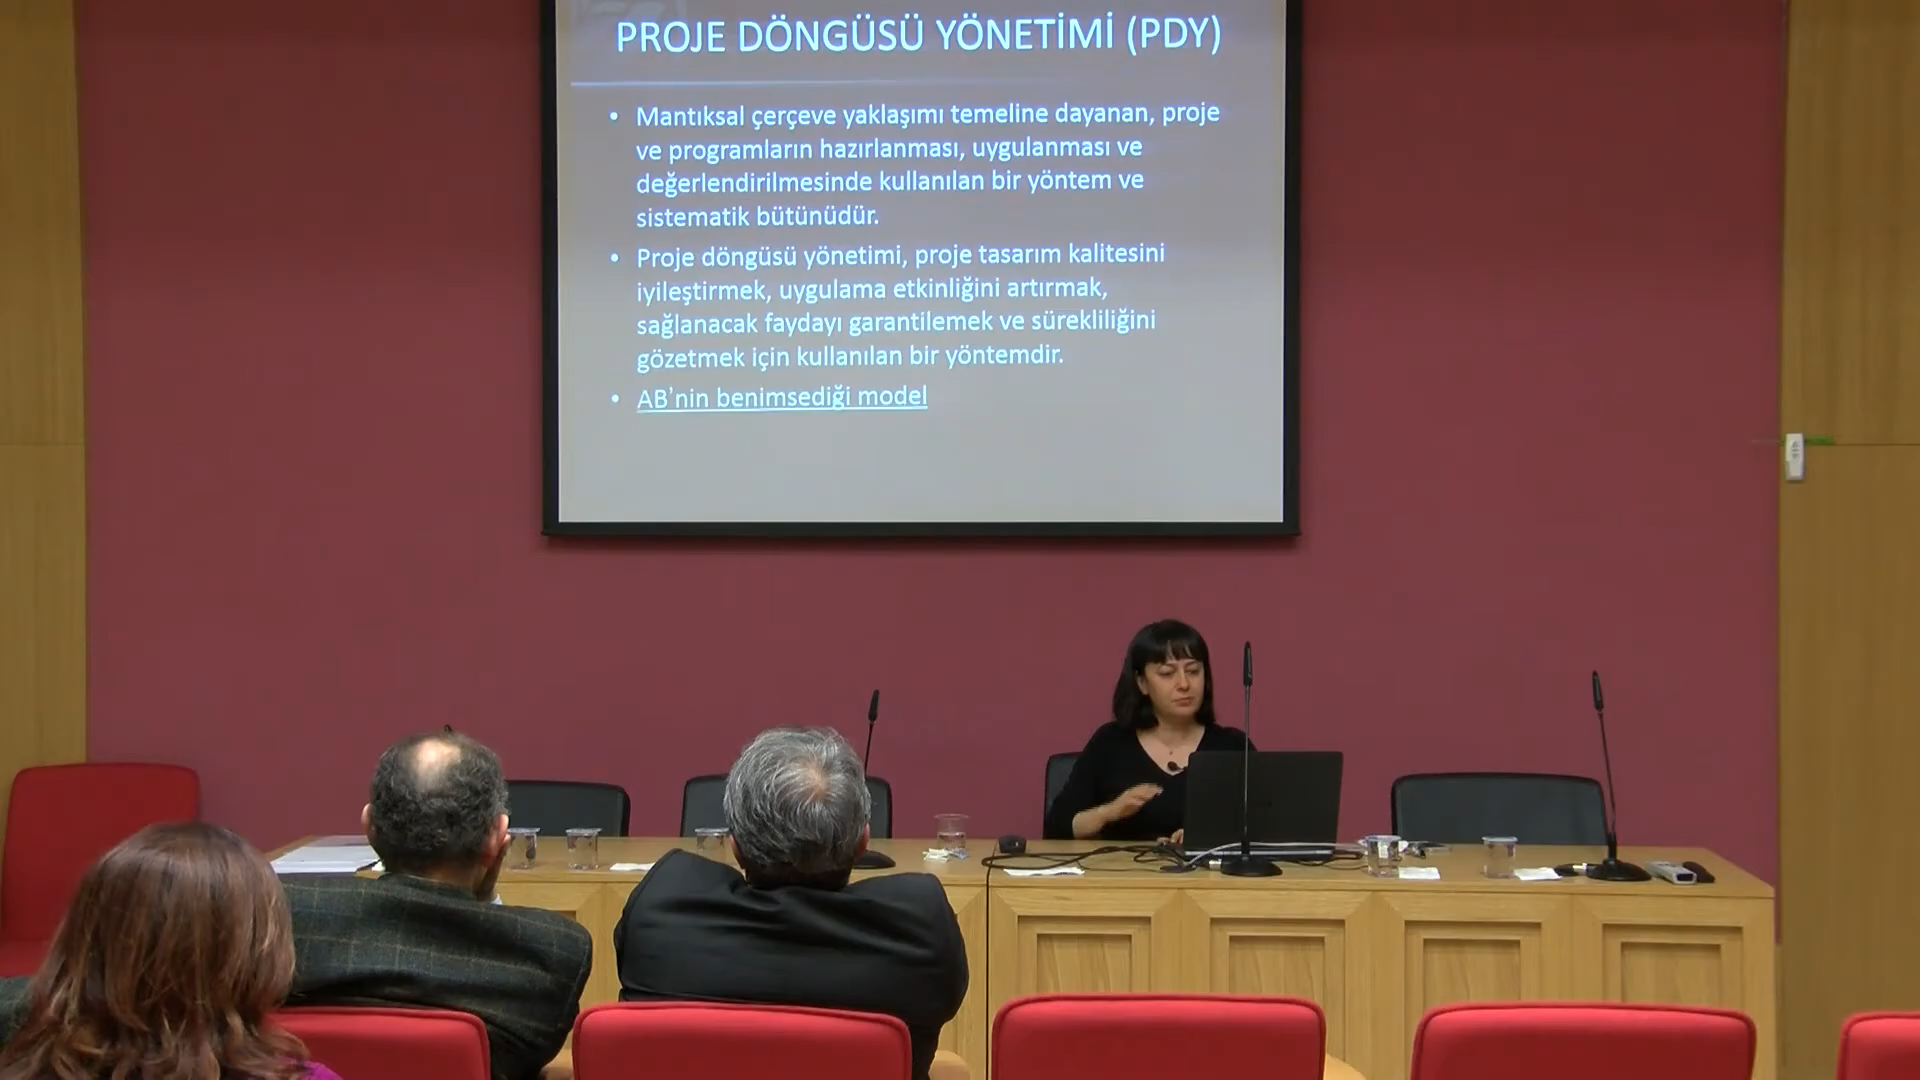 PROJE DÖNGÜSÜ YÖNETİMİ (PDY)
• Mantıksal çerçeve yaklaşımı temeline dayanan, proje
ve programların hazırlanması, uygulanması ve
değerlendirilmesinde kullanılan bir yöntem ve
sistematik bütünüdür.
• Proje döngüsü yönetimi, proje tasarım kalitesini
iyileştirmek, uygulama etkinliğini artırmak,
sağlanacak faydayı garantilemek ve sürekliliğini
gözetmek için kullanılan bir yöntemdir.
• AB'nin benimsediği model